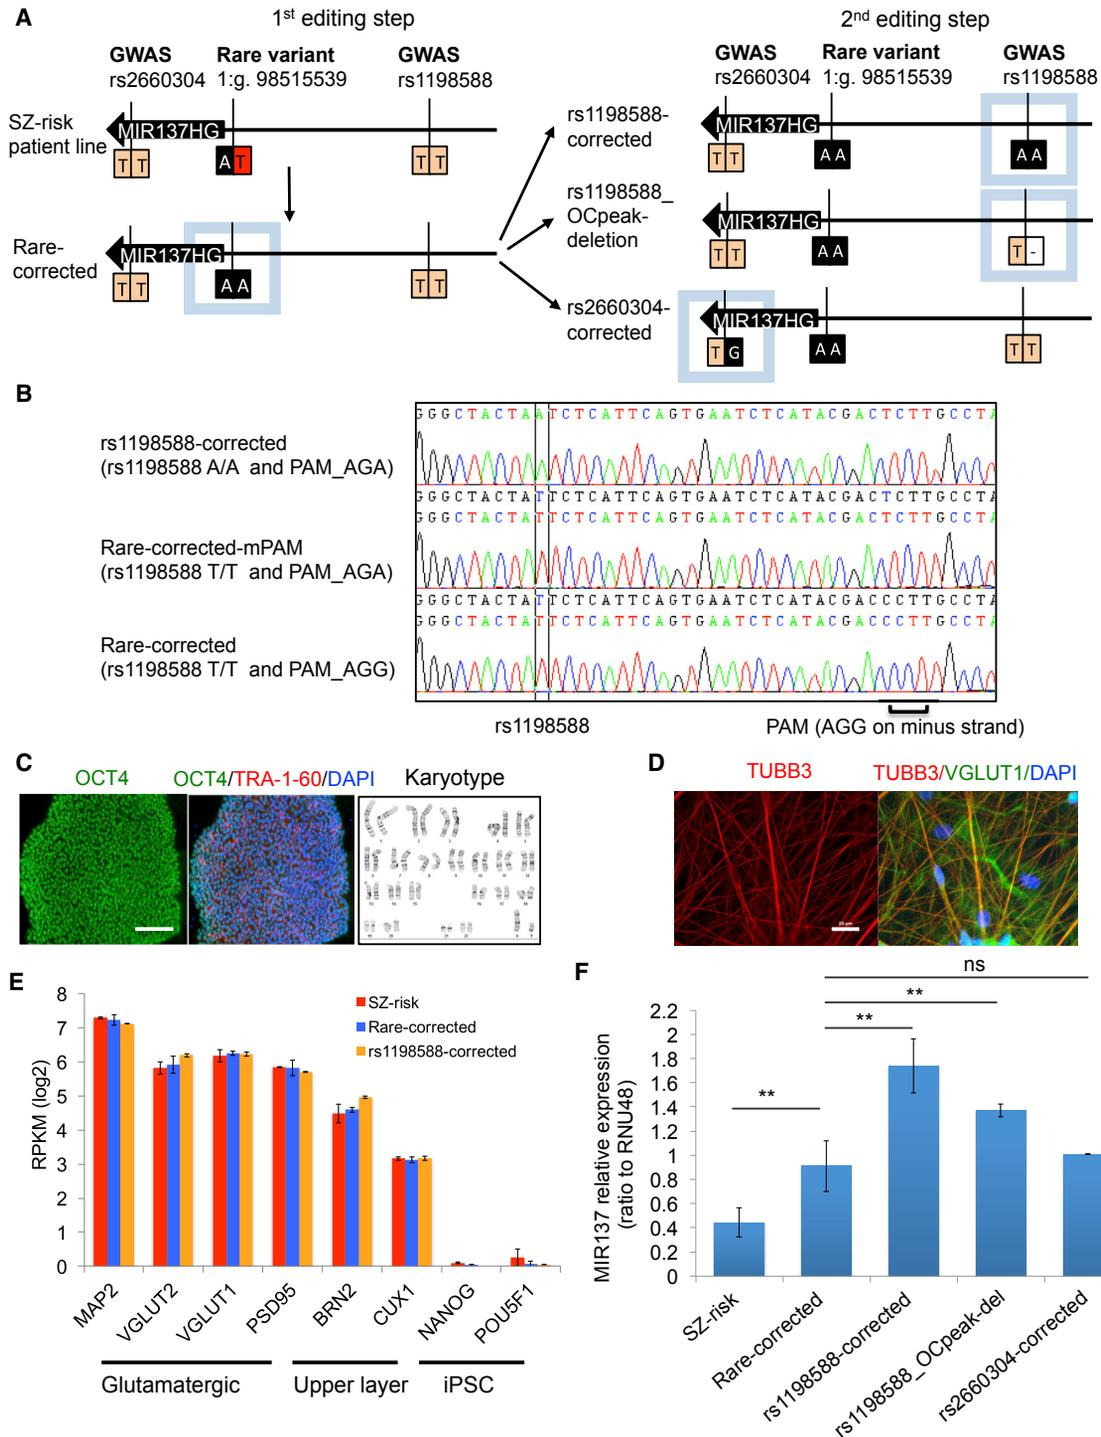 A
1st editing step
2nd editing step
GWAS
rs2660304
Rare variant
1:g. 98515539
GWAS
rs1198588
GWAS
rs2660304
Rare variant
1:g. 98515539
GWAS
rs1198588
SZ-risk
patient line
MIR137HG
T T
A T
T T
Rare-
corrected
MIR137HG
T T
A A
T T
rs1198588-
corrected
MIR137HG
T T
A A
A A
rs1198588_
OCpeak-
deletion
MIR137HG
T T
A A
T -
rs2660304-
corrected
MIR137HG
T G
A A
T T
B
rs1198588-corrected
(rs1198588 A/A and PAM_AGA)
GGGCTACTAATCTCATTCAGTGAATCTCATACGACTCTTGCCTA
GGGCTACTATTCTCATTCAGTGAATCTCATACGACTCTTGCCTA
GGGCTACTATTCTCATTCAGTGAATCTCATACGACTCTTGCCTA
Rare-corrected-mPAM
(rs1198588 T/T and PAM_AGA)
GGGCTACTATTCTCATTCAGTGAATCTCATACGACCCTTGCCTA
GGGCTACTATTCTCATTCAGTGAATCTCATACGACCCTTGCCTA
Rare-corrected
(rs1198588 T/T and PAM_AGG)
rs1198588
PAM (AGG on minus strand)
C
OCT4
OCT4/TRA-1-60/DAPI
Karyotype
D
TUBB3
TUBB3/VGLUT1/DAPI
E
RPKM (log2)
8
7
6
5
4
3
2
1
0
SZ-risk
Rare-corrected
rs1198588-corrected
MAP2
VGLUT2
VGLUT1
PSD95
BRN2
CUX1
NANOG
POU5F1
Glutamatergic
Upper layer
iPSC
F
MIR137 relative expression
(ratio to RNU48)
2.2
2
1.8
1.6
1.4
1.2
1
0.8
0.6
0.4
0.2
0
**
**
**
ns
SZ-risk
Rare-corrected
rs1198588-corrected
rs1198588_OCpeak-del
rs2660304-corrected